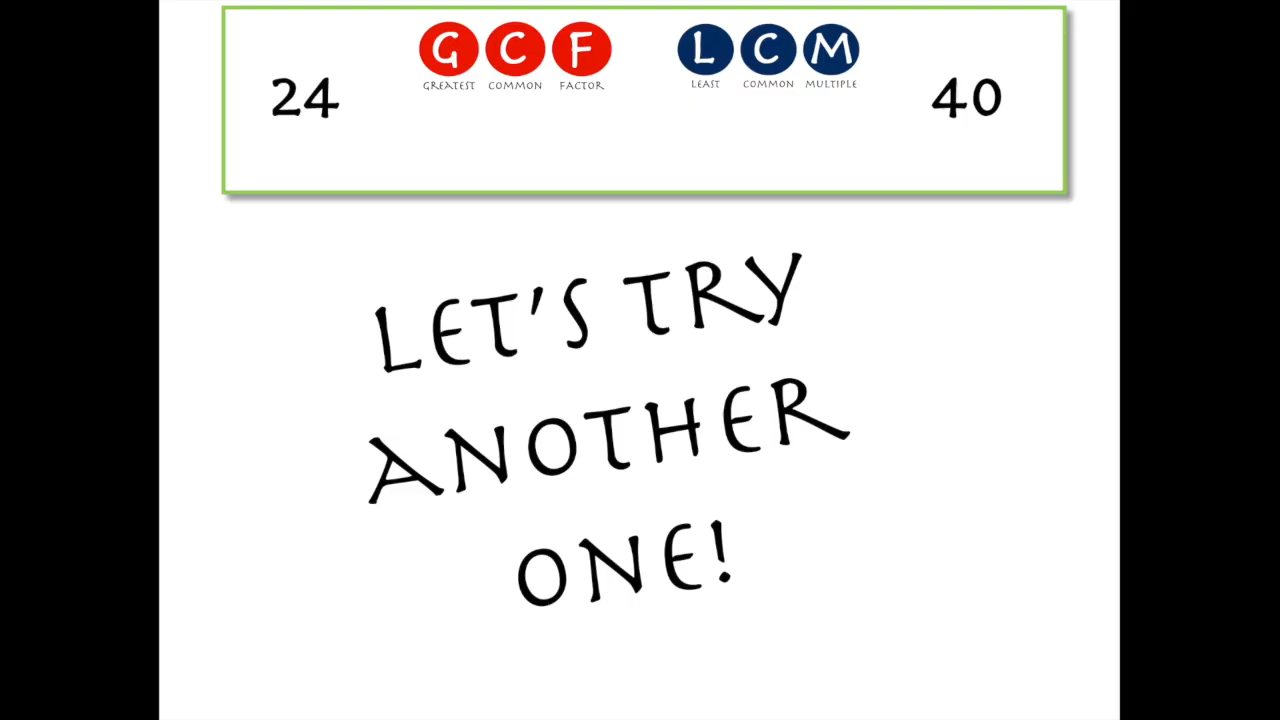 G C F L C M
GREATEST COMMON FACTOR LEAST COMMON MULTIPLE
24 40
LET'S TRY
ANOTHER
ONE!